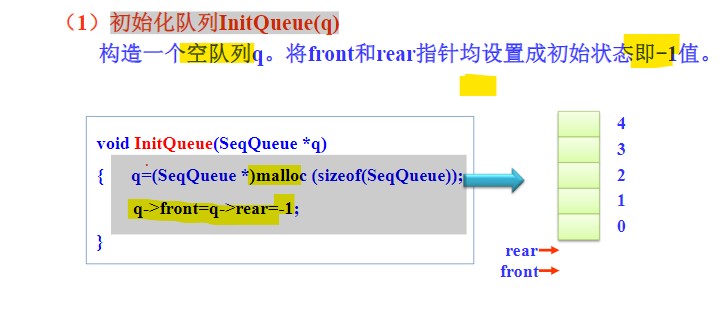 （1）初始化队列InitQueue(q)
构造一个空队列q。将front和rear指针均设置成初始状态即-1值。
void InitQueue(SeqQueue *q)
{ q=(SeqQueue *)malloc (sizeof(SeqQueue));
q->front=q->rear=-1;
}
4
3
2
1
0
rear
front